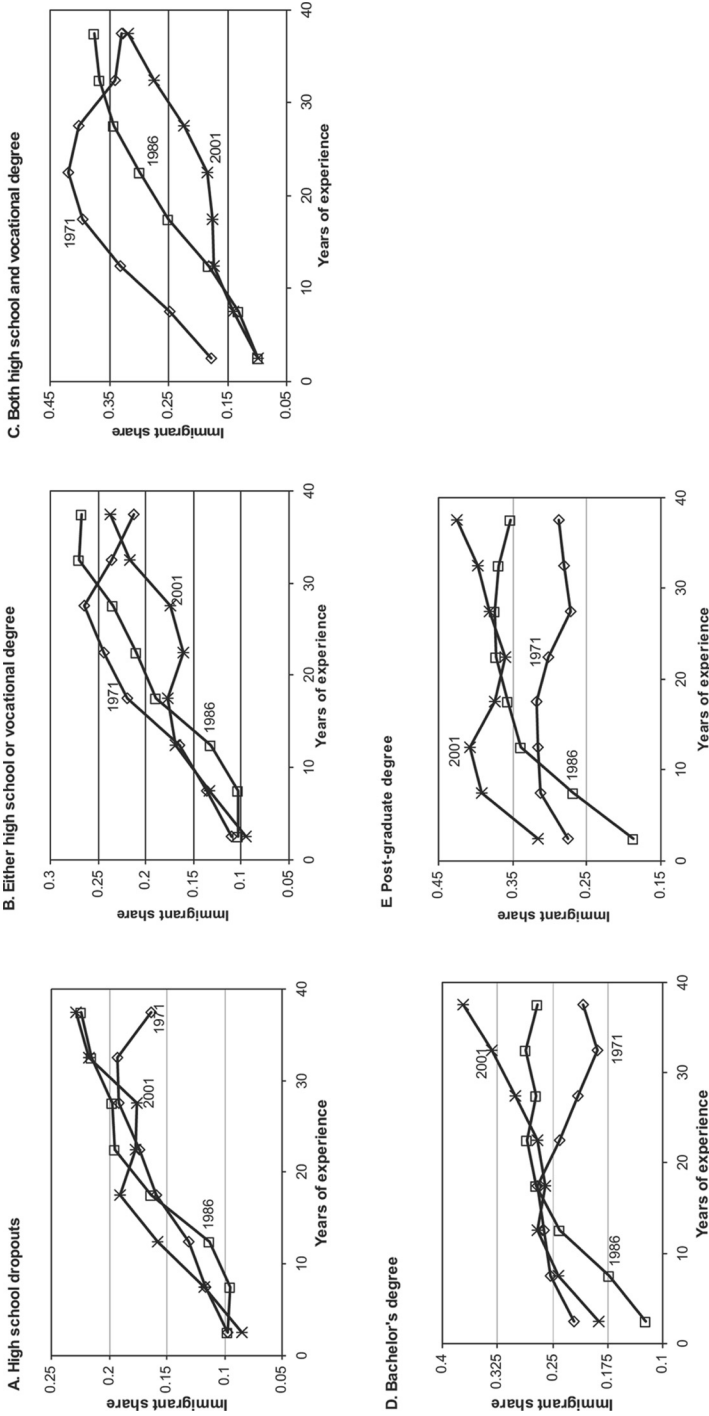 A. High school dropouts
Immigrant share
0.25
0.2
0.15
0.1
0.05
0 10 20 30 40
Years of experience
1986
2001
1971
B. Either high school or vocational degree
Immigrant share
0.3
0.25
0.2
0.15
0.1
0.05
0 10 20 30 40
Years of experience
1971
1986
2001
C. Both high school and vocational degree
Immigrant share
0.45
0.35
0.25
0.15
0.05
0 10 20 30 40
Years of experience
1971
1986
2001
D. Bachelor's degree
Immigrant share
0.4
0.325
0.25
0.175
0.1
0 10 20 30 40
Years of experience
1986
2001
1971
E. Post-graduate degree
Immigrant share
0.45
0.35
0.25
0.15
0 10 20 30 40
Years of experience
2001
1986
1971